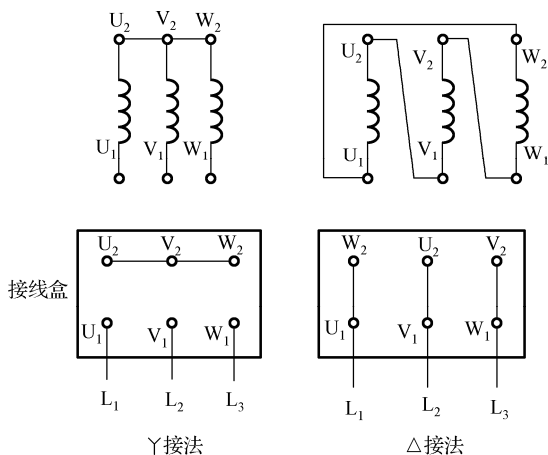 U₂ V₂ W₂
U₁ V₁ W₁
U₂ V₂ W₂
U₁ V₁ W₁
接线盒
U₂ V₂ W₂
U₁ V₁ W₁
L₁ L₂ L₃
Y接法
W₂ U₂ V₂
U₁ V₁ W₁
L₁ L₂ L₃
△接法